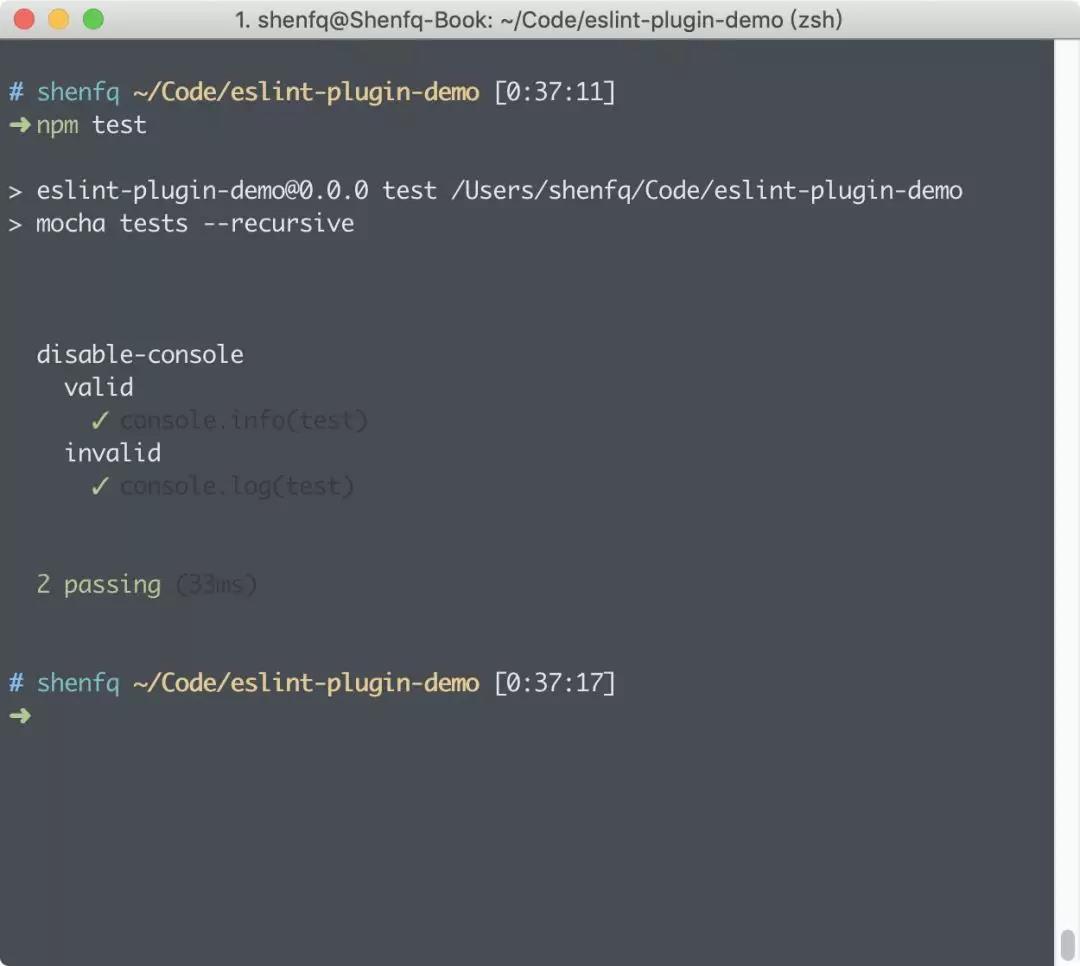 1. shenfq@Shenfq-Book: ~/Code/eslint-plugin-demo (zsh)
# shenfq ~/Code/eslint-plugin-demo [0:37:11]
➜ npm test
> eslint-plugin-demo@0.0.0 test /Users/shenfq/Code/eslint-plugin-demo
> mocha tests --recursive
disable-console
valid
✓ console.info(test)
invalid
✓ console.log(test)
2 passing (33ms)
# shenfq ~/Code/eslint-plugin-demo [0:37:17]
➜